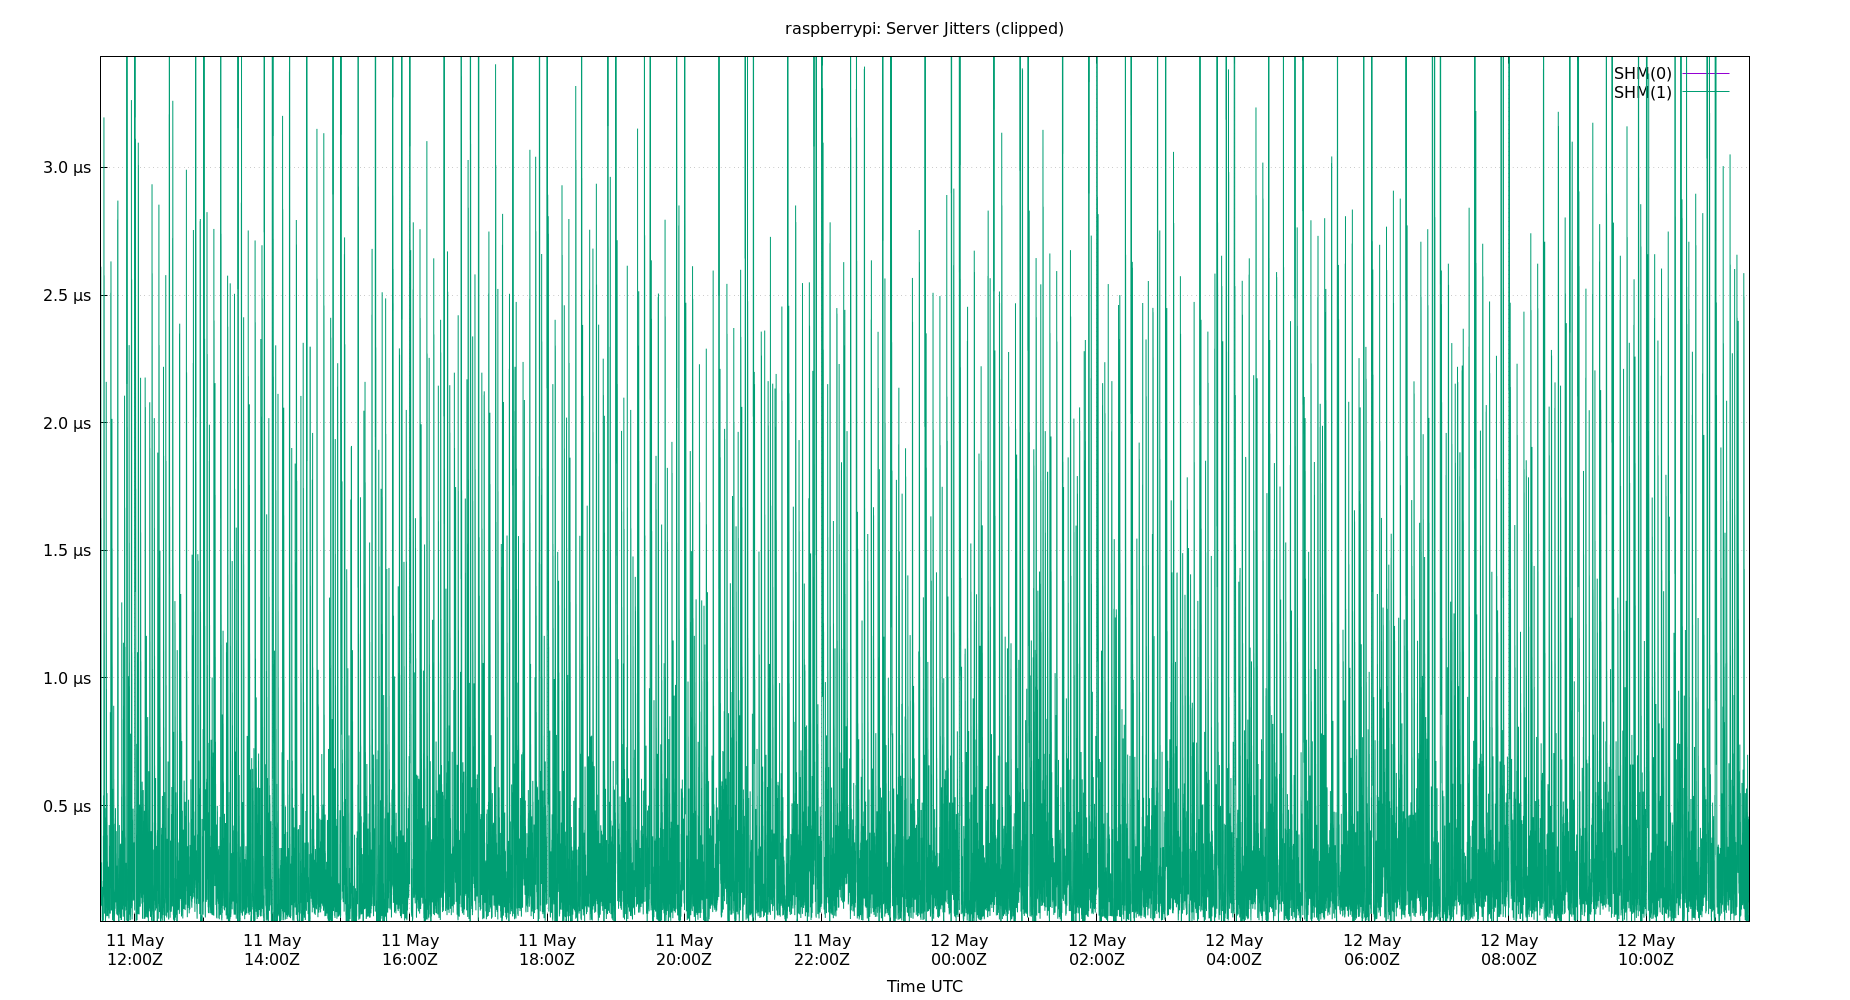 raspberrypi: Server Jitters (clipped)
SHM(0)
SHM(1)
3.0 µs
2.5 µs
2.0 µs
1.5 µs
1.0 µs
0.5 µs
11 May 11 May 11 May 11 May 11 May 11 May 12 May 12 May 12 May 12 May 12 May 12 May
12:00Z 14:00Z 16:00Z 18:00Z 20:00Z 22:00Z 00:00Z 02:00Z 04:00Z 06:00Z 08:00Z 10:00Z
Time UTC